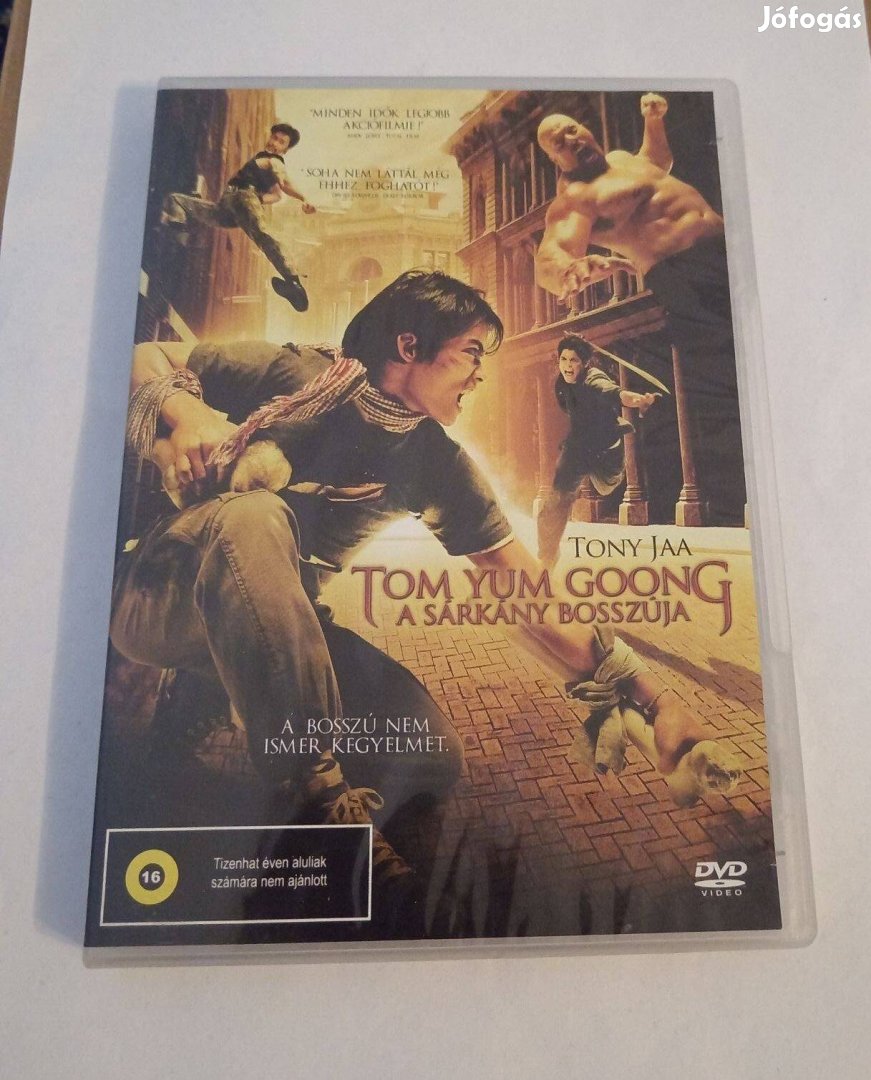 Jófogás
"MINDEN IDŐK LEGJOBB
AKCIÓFILMJE!"
"SOHA NEM LÁTTÁL MÉG
EHHEZ FOGHATÓT!"
TONY JAA
TOM YUM GOONG
A SÁRKÁNY BOSSZÚJA
A BOSSZÚ NEM
ISMER KEGYELMET.
16
Tizenhat éven aluliak
számára nem ajánlott
DVD
VIDEO